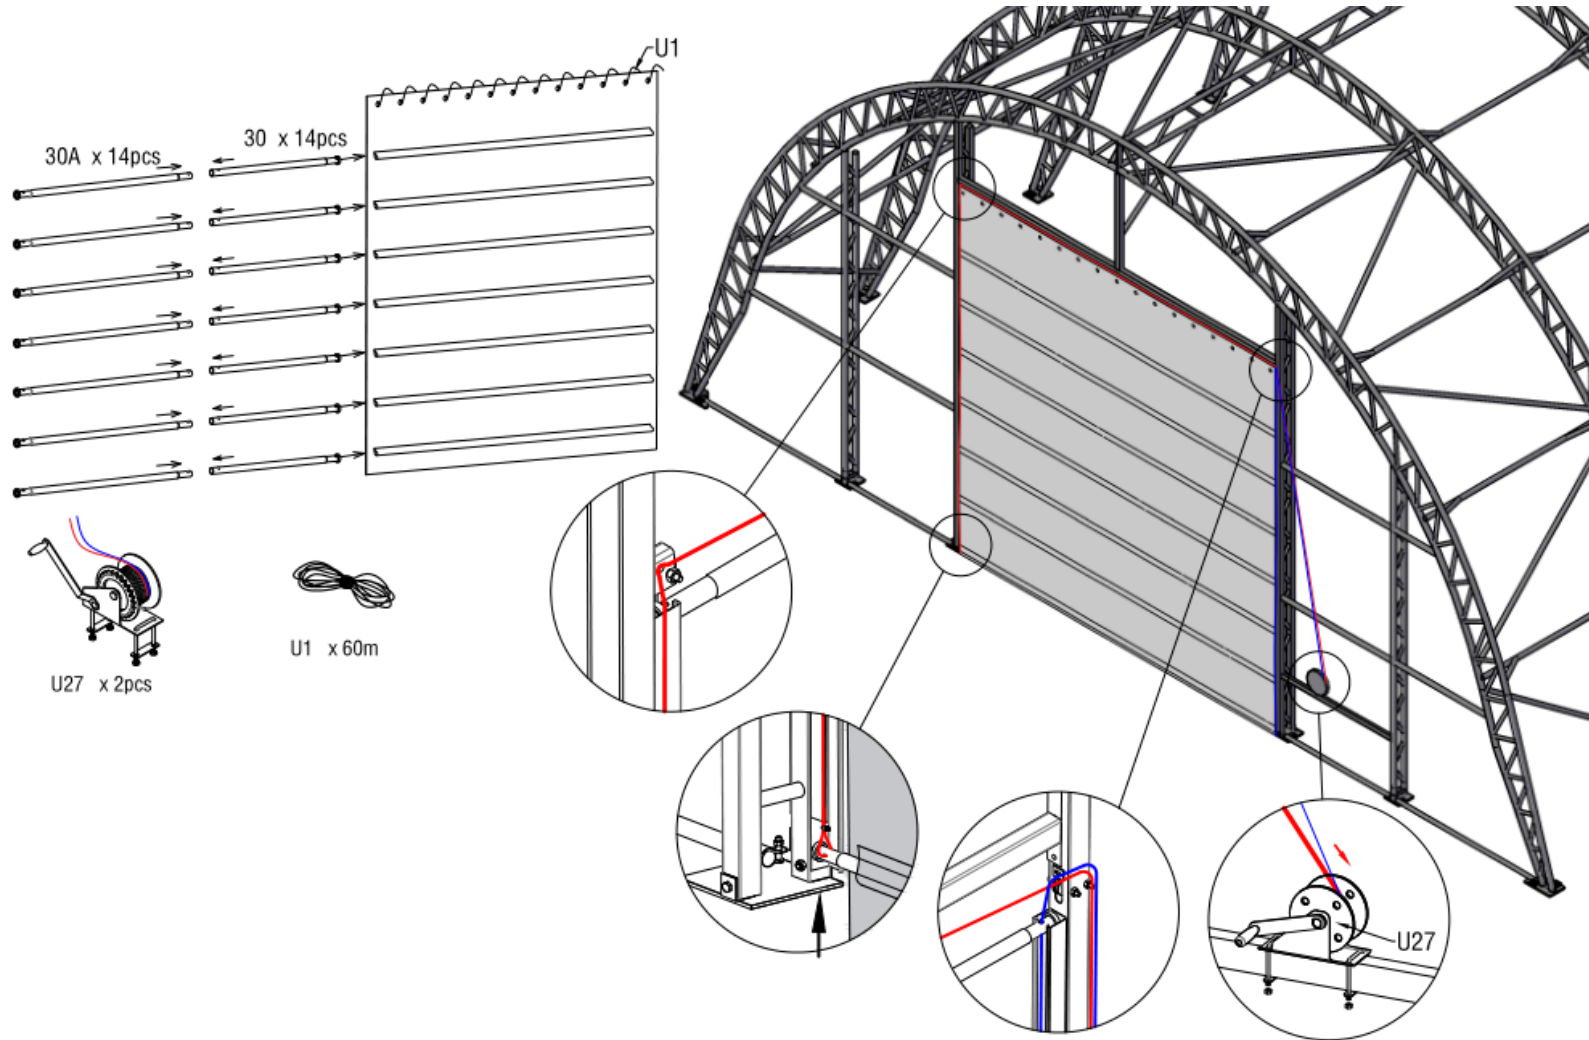 U1
30A x 14pcs
30 x 14pcs
U27 x 2pcs
U1 x 60m
U27